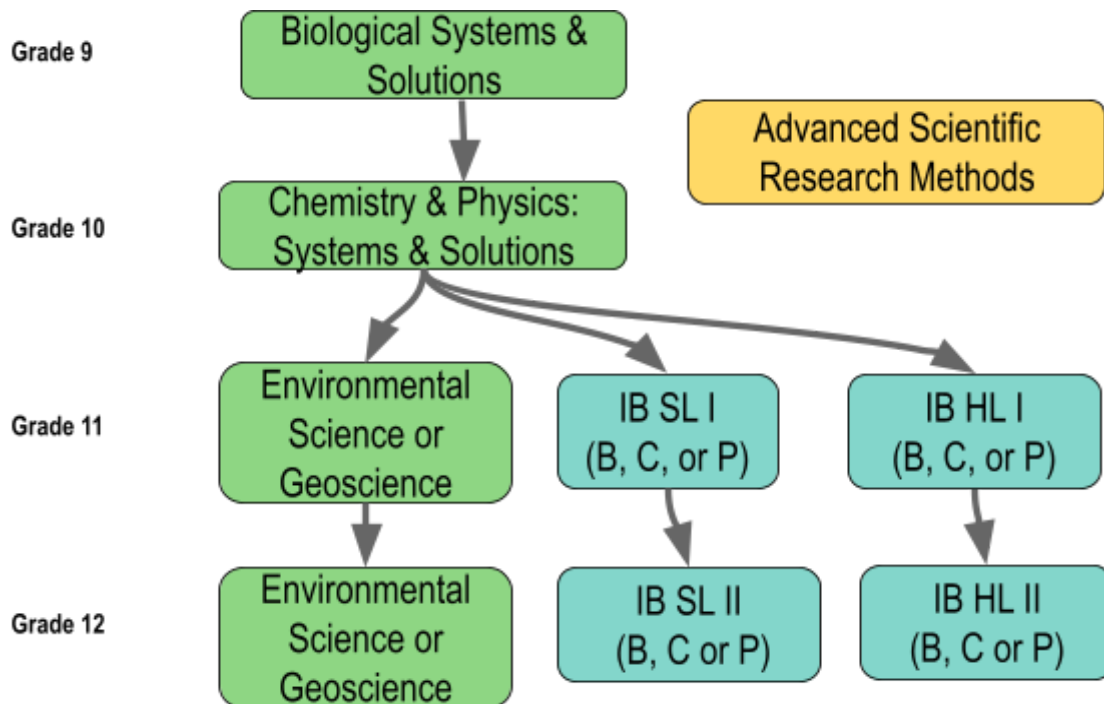 Grade 9
Biological Systems &
Solutions
Advanced Scientific
Research Methods
Grade 10
Chemistry & Physics:
Systems & Solutions
Grade 11
Environmental
Science or
Geoscience
IB SL I
(B, C, or P)
IB HL I
(B, C, or P)
Grade 12
Environmental
Science or
Geoscience
IB SL II
(B, C or P)
IB HL II
(B, C or P)